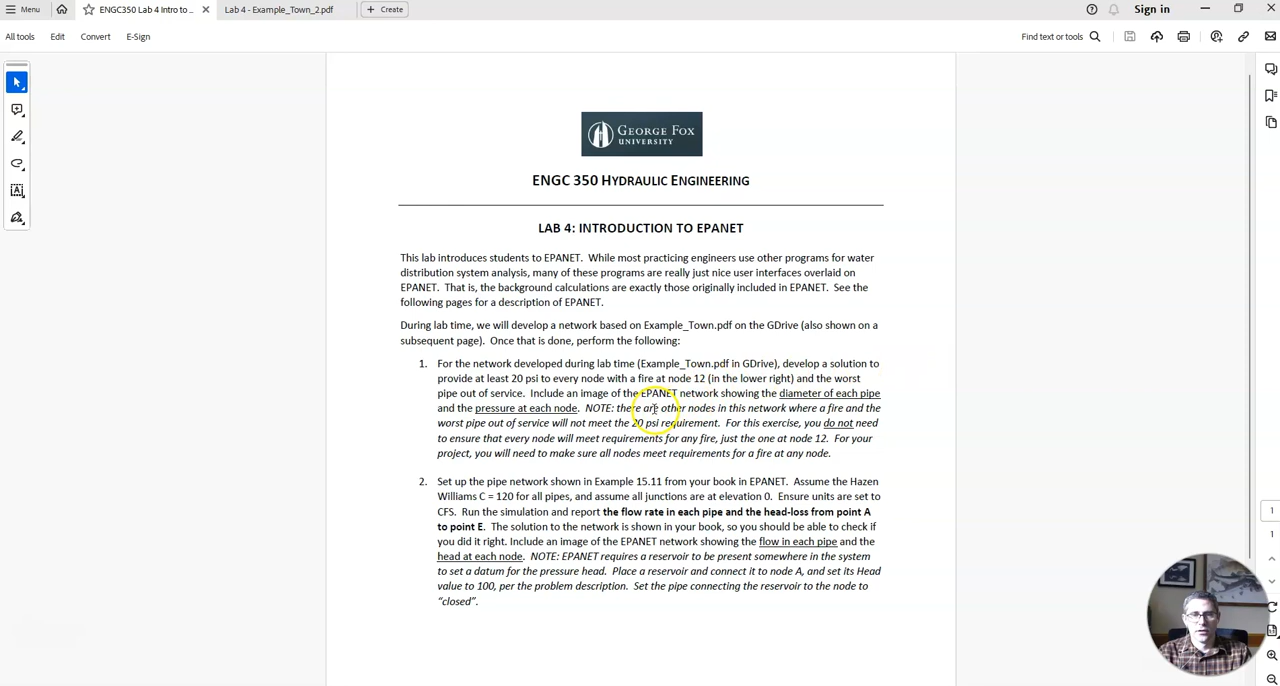 Menu
ENGC350 Lab 4 Intro to ...
Lab 4 - Example_Town_2.pdf
Create
Sign in
All tools
Edit
Convert
E-Sign
Find text or tools
GEORGE FOX
UNIVERSITY
ENGC 350 HYDRAULIC ENGINEERING
LAB 4: INTRODUCTION TO EPANET
This lab introduces students to EPANET. While most practicing engineers use other programs for water
distribution system analysis, many of these programs are really just nice user interfaces overlaid on
EPANET. That is, the background calculations are exactly those originally included in EPANET. See the
following pages for a description of EPANET.
During lab time, we will develop a network based on Example_Town.pdf on the GDrive (also shown on a
subsequent page). Once that is done, perform the following:
1. For the network developed during lab time (Example_Town.pdf in GDrive), develop a solution to
provide at least 20 psi to every node with a fire at node 12 (in the lower right) and the worst
pipe out of service. Include an image of the EPANET network showing the diameter of each pipe
and the pressure at each node. NOTE: there are other nodes in this network where a fire and the
worst pipe out of service will not meet the 20 psi requirement. For this exercise, you do not need
to ensure that every node will meet requirements for any fire, just the one at node 12. For your
project, you will need to make sure all nodes meet requirements for a fire at any node.
2. Set up the pipe network shown in Example 15.11 from your book in EPANET. Assume the Hazen
Williams C = 120 for all pipes, and assume all junctions are at elevation 0. Ensure units are set to
CFS. Run the simulation and report the flow rate in each pipe and the head-loss from point A
to point E. The solution to the network is shown in your book, so you should be able to check if
you did it right. Include an image of the EPANET network showing the flow in each pipe and the
head at each node. NOTE: EPANET requires a reservoir to be present somewhere in the system
to set a datum for the pressure head. Place a reservoir and connect it to node A, and set its Head
value to 100, per the problem description. Set the pipe connecting the reservoir to the node to
“closed”.
1
1